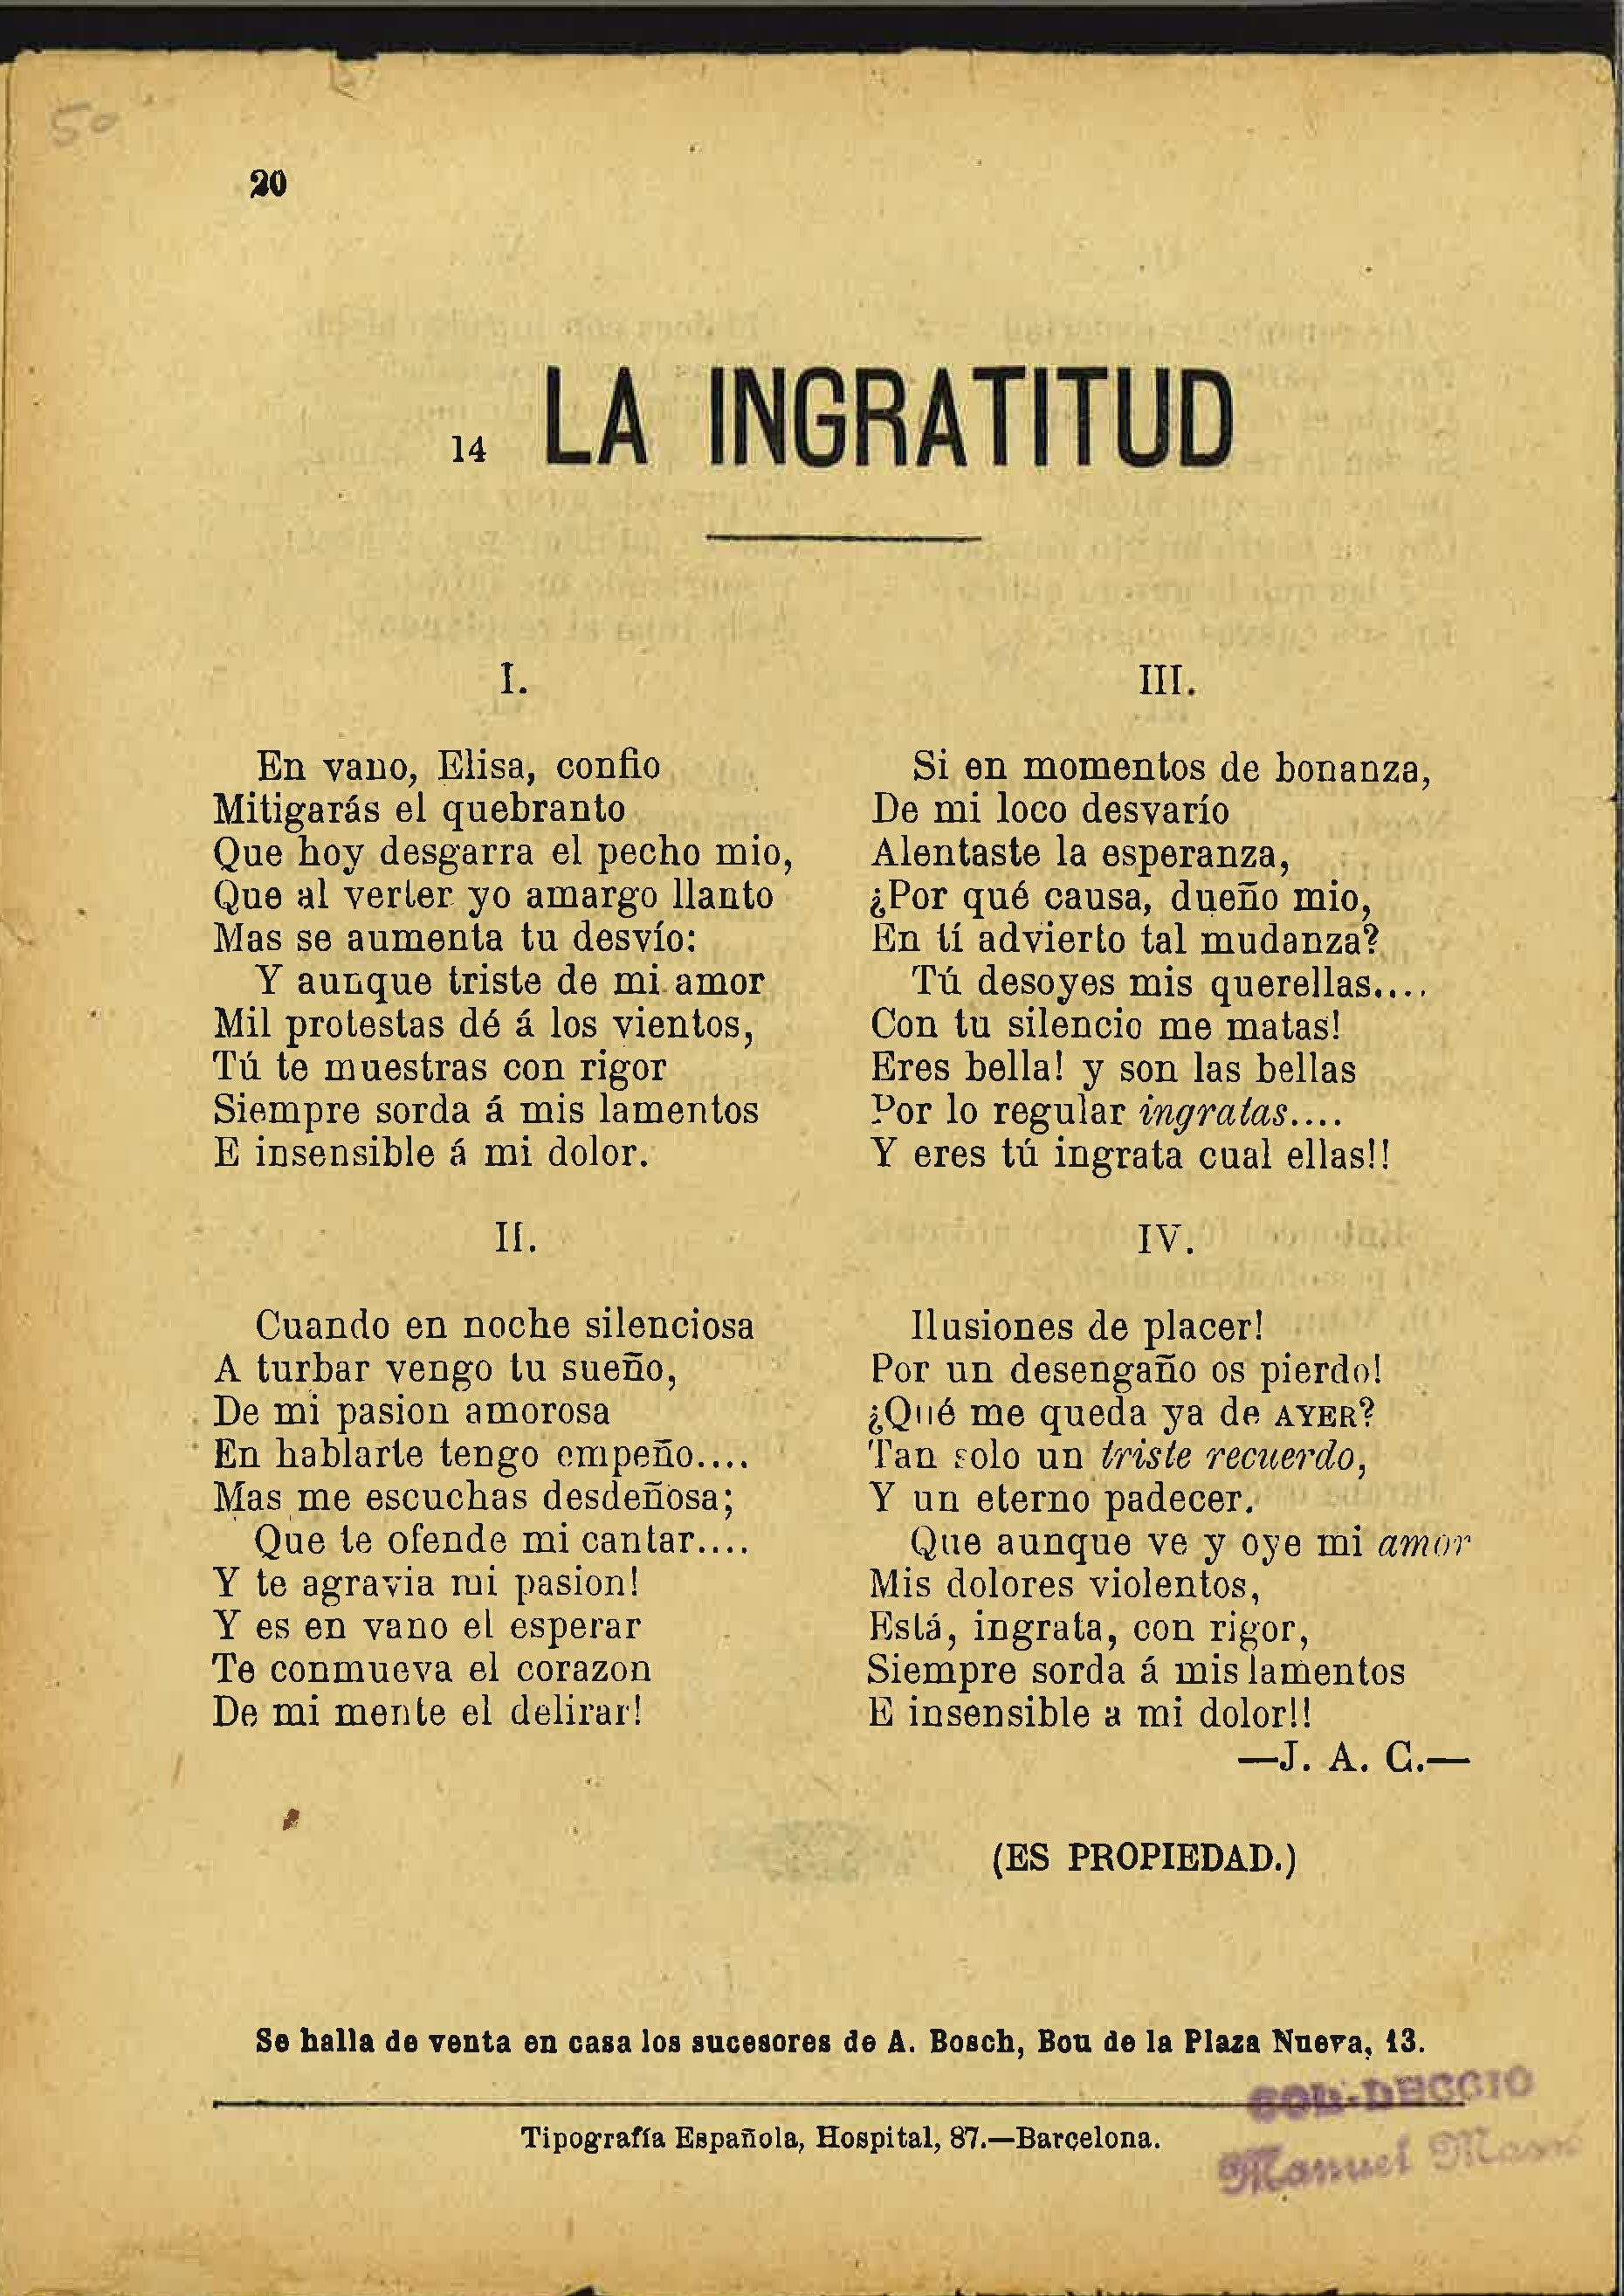 50
20
14 LA INGRATITUD
I.
En vano, Elisa, confio
Mitigarás el quebranto
Que hoy desgarra el pecho mio,
Que al verter yo amargo llanto
Mas se aumenta tu desvío:
Y aunque triste de mi amor
Mil protestas dé á los vientos,
Tú te muestras con rigor
Siempre sorda á mis lamentos
E insensible á mi dolor.
II.
Cuando en noche silenciosa
A turbar vengo tu sueño,
De mi pasion amorosa
En hablarte tengo empeño....
Mas me escuchas desdeñosa;
Que te ofende mi cantar....
Y te agravia mi pasion!
Y es en vano el esperar
Te conmueva el corazon
De mi mente el delirar!
III.
Si en momentos de bonanza,
De mi loco desvarío
Alentaste la esperanza,
¿Por qué causa, dueño mio,
En tí advierto tal mudanza?
Tú desoyes mis querellas....
Con tu silencio me matas!
Eres bella! y son las bellas
Por lo regular ingratas....
Y eres tú ingrata cual ellas!!
IV.
Ilusiones de placer!
Por un desengaño os pierdo!
¿Qué me queda ya de AYER?
Tan solo un triste recuerdo,
Y un eterno padecer.
Que aunque ve y oye mi amor
Mis dolores violentos,
Está, ingrata, con rigor,
Siempre sorda á mis lamentos
E insensible a mi dolor!!
—J. A. C.—
(ES PROPIEDAD.)
Se halla de venta en casa los sucesores de A. Bosch, Bou de la Plaza Nueva, 13.
Tipografía Española, Hospital, 87.—Barcelona.
Manuel